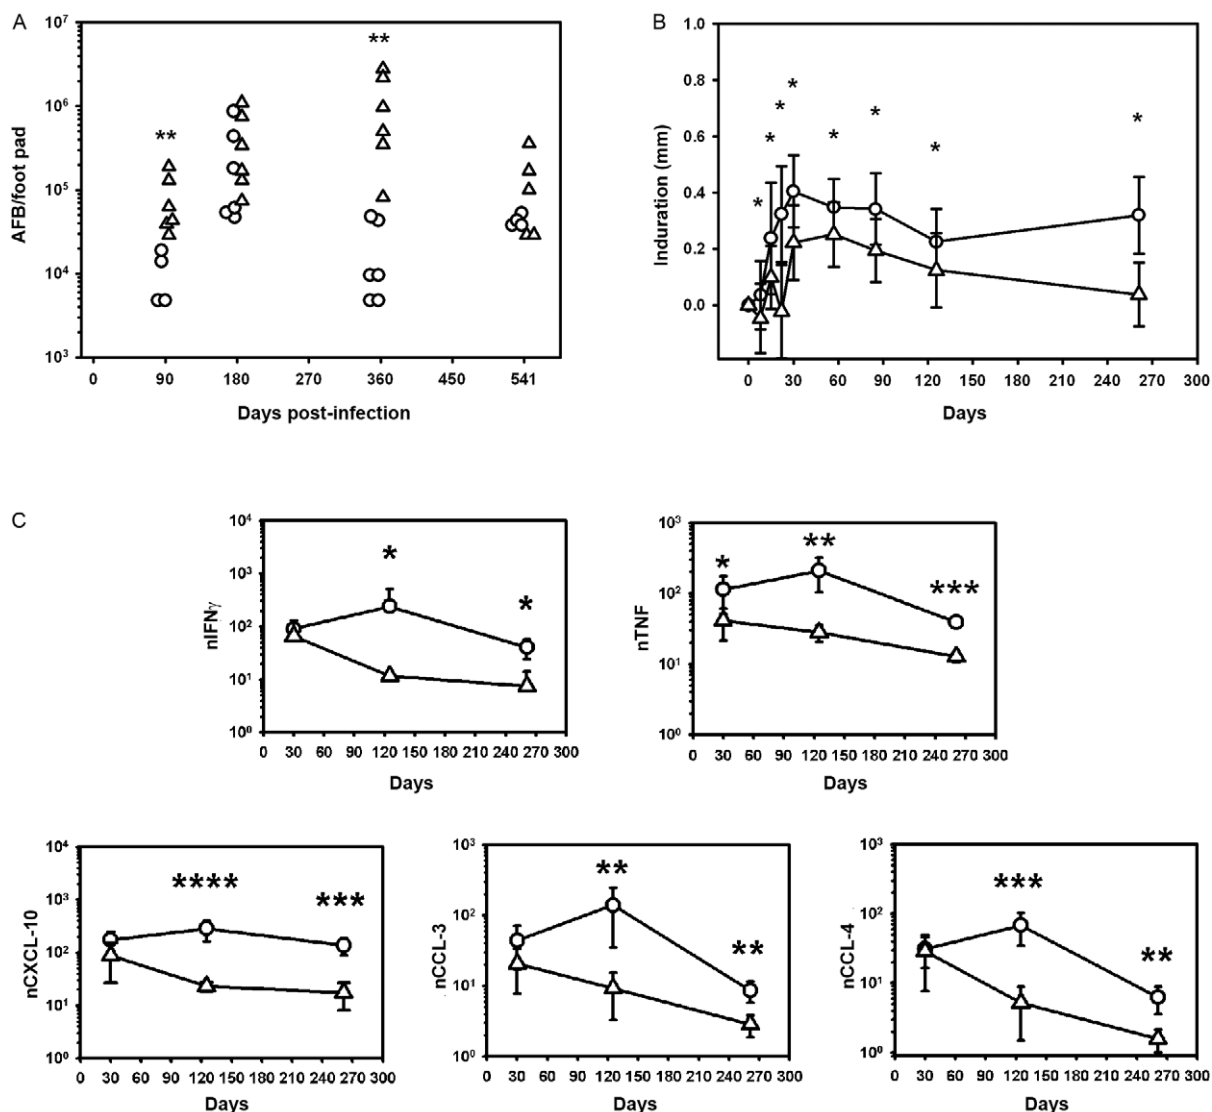 A
AFB/foot pad
10⁷
10⁶
10⁵
10⁴
10³
**
**
0 90 180 270 360 450 541
Days post-infection
B
Induration (mm)
1.0
0.8
0.6
0.4
0.2
0.0
* * * * * * * * *
0 30 60 90 120 150 180 210 240 270 300
Days
C
nIFNγ
10⁴
10³
10²
10¹
10⁰
*
*
0 30 60 90 120 150 180 210 240 270 300
Days
nTNF
10³
10²
10¹
10⁰
*
**
***
0 30 60 90 120 150 180 210 240 270 300
Days
nCXCL-10
10⁴
10³
10²
10¹
10⁰
****
***
0 30 60 90 120 150 180 210 240 270 300
Days
nCCL-3
10³
10²
10¹
10⁰
**
**
0 30 60 90 120 150 180 210 240 270 300
Days
nCCL-4
10³
10²
10¹
10⁰
***
**
0 30 60 90 120 150 180 210 240 270 300
Days